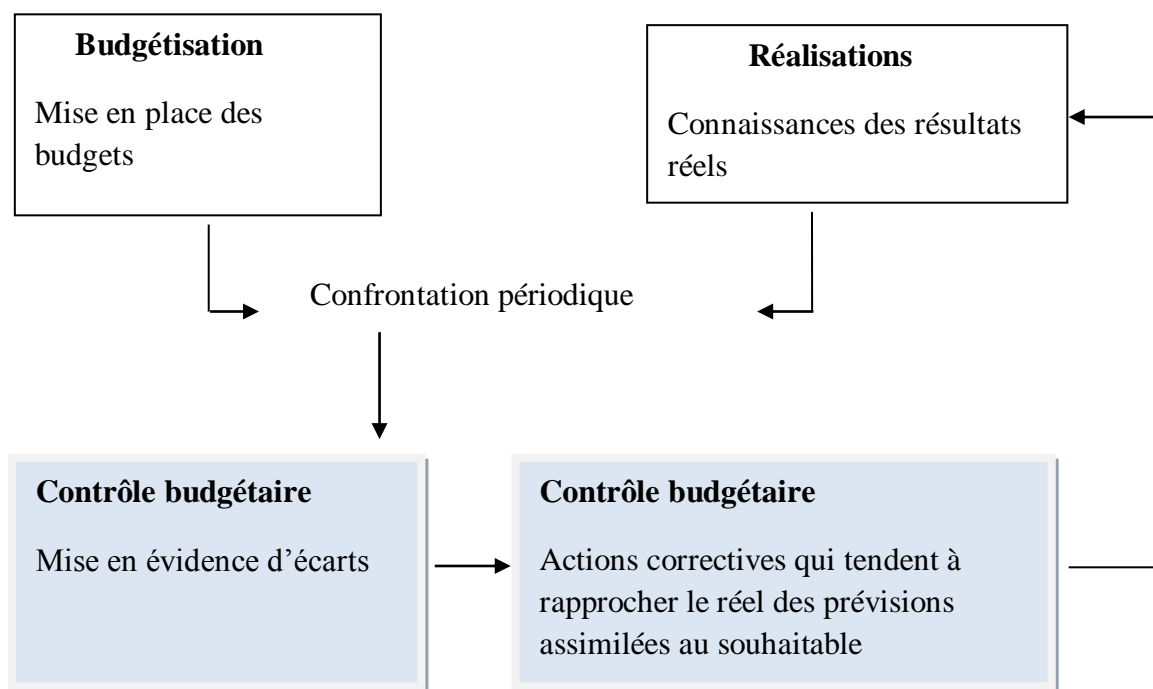 Budgétisation
Mise en place des
budgets
Réalisations
Connaissances des résultats
réels
Confrontation périodique
Contrôle budgétaire
Mise en évidence d’écarts
Contrôle budgétaire
Actions correctives qui tendent à
rapprocher le réel des prévisions
assimilées au souhaitable